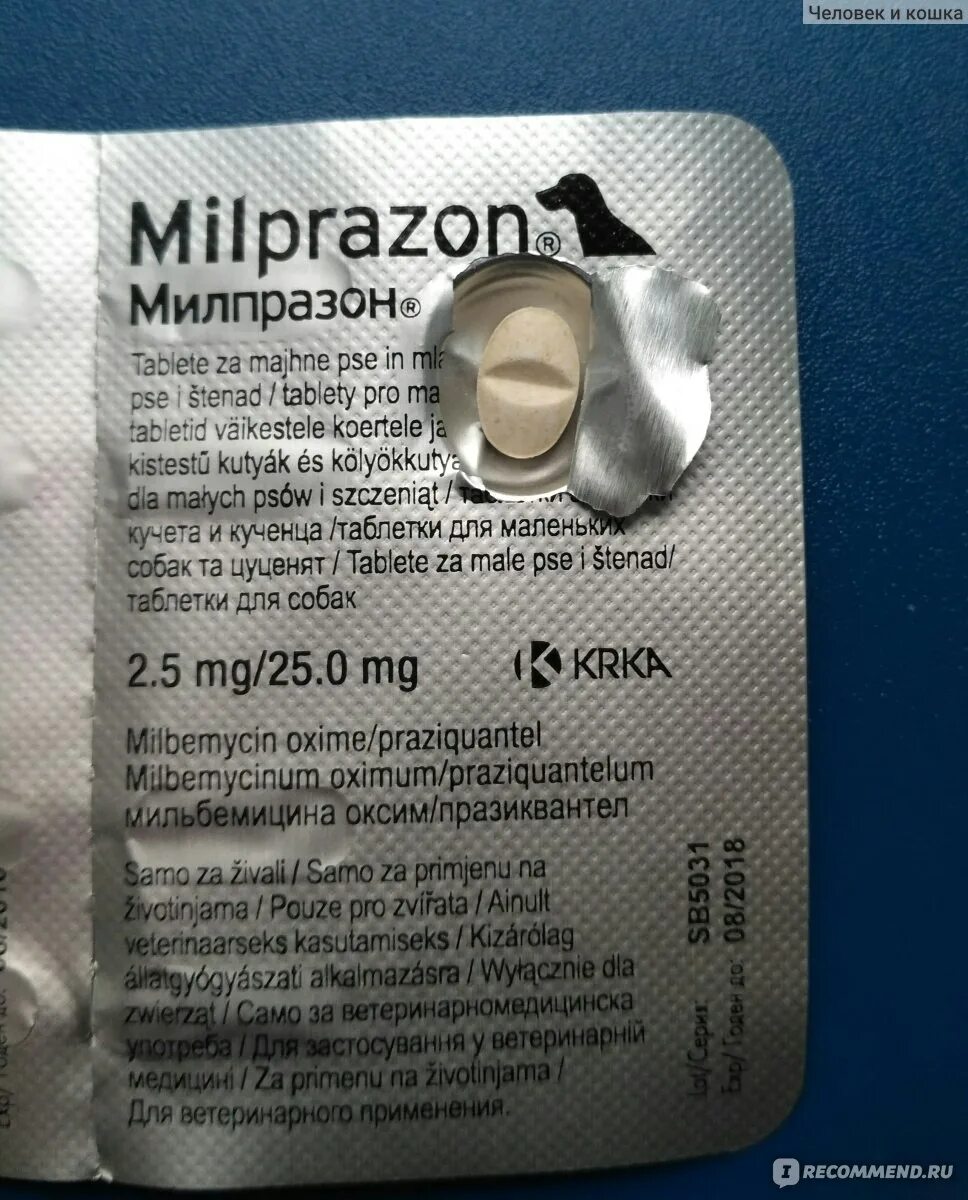 Человек и кошка
Milprazon®
Милпразон®
Tablete za majhne pse in
pse i štenad / tablety pro
tabletid väikestele koertele
kistestű kutyák és
dla małych psów i szczeniąt /
кучета и кученца /таблетки для маленьких
собак та цуценят / Tablete za male pse i štenad/
таблетки для собак
2.5 mg/25.0 mg
KRKA
Milbemycin oxime/praziquantel
Milbemycinum oximum/praziquantelum
мильбемицина оксим/празиквантел
Samo za živali / Samo za primjenu na
životinjama / Pouze pro zvířata / Ainult
veterinaarseks kasutamiseks / Kizárólag
állatgyógyászati alkalmazásra / Wyłącznie dla
zwierząt / Само за ветеринарномедицинска
употреба / Для застосування у ветеринарній
медицині / Za primenu na životinjama /
Для ветеринарного применения.
Lot/Серия: SB5031
Exp/ Годен до: 08/2018
IRECOMMEND.RU